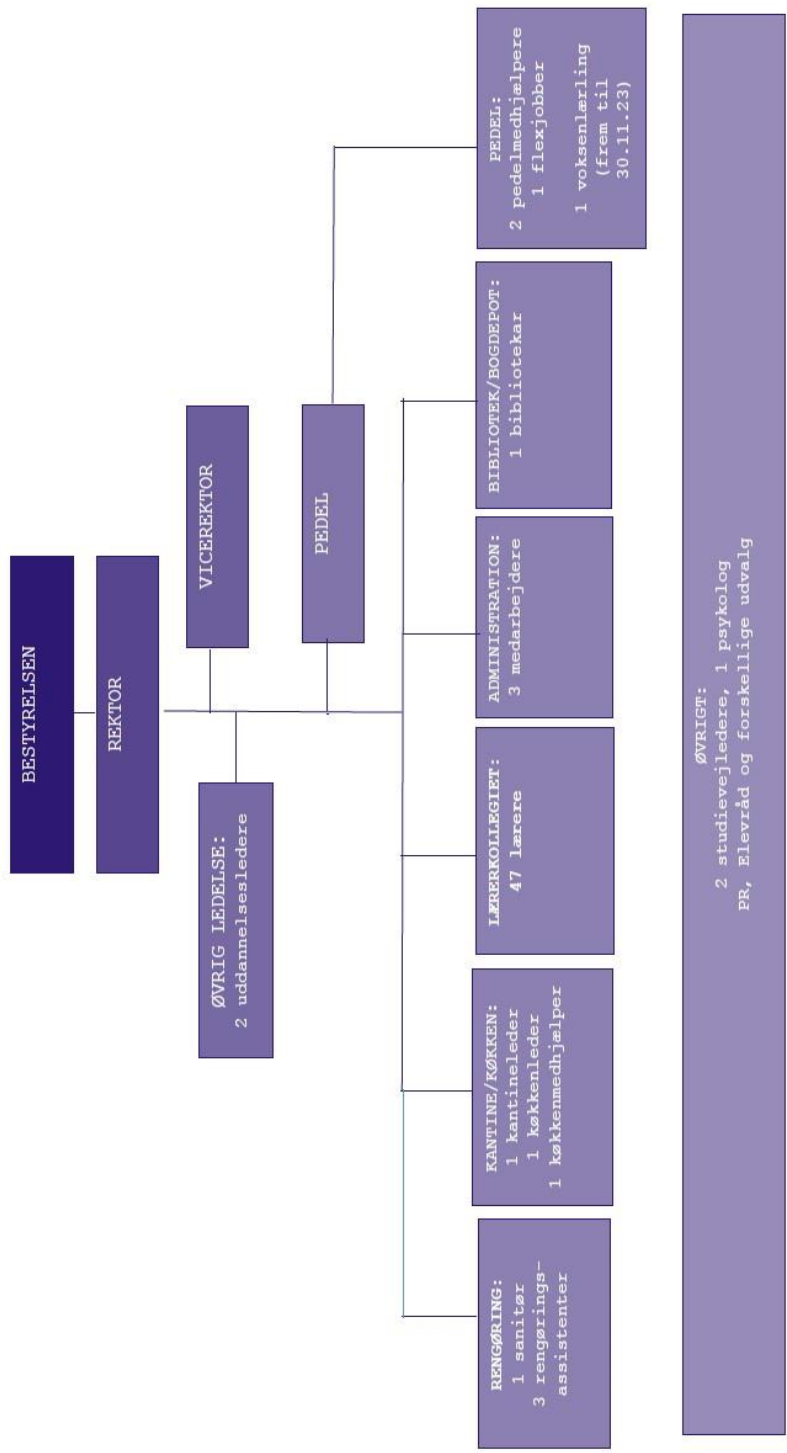 BESTYRELSEN
REKTOR
VICEREKTOR
ØVRIG LEDELSE:
2 uddannelsesledere
PEDEL
RENGØRING:
1 sanitør
3 rengørings-
assistenter
KANTINE/KØKKEN:
1 kantineleder
1 køkkenleder
1 køkkenmedhjælper
LÆRERKOLLEGIET:
47 lærere
ADMINISTRATION:
3 medarbejdere
BIBLIOTEK/BOGDEPOT:
1 bibliotekar
PEDEL:
2 pedelmedhjælpere
1 flexjobber
1 voksenlærling
(frem til
30.11.23)
ØVRIGT:
2 studievejledere, 1 psykolog
PR, Elevråd og forskellige udvalg